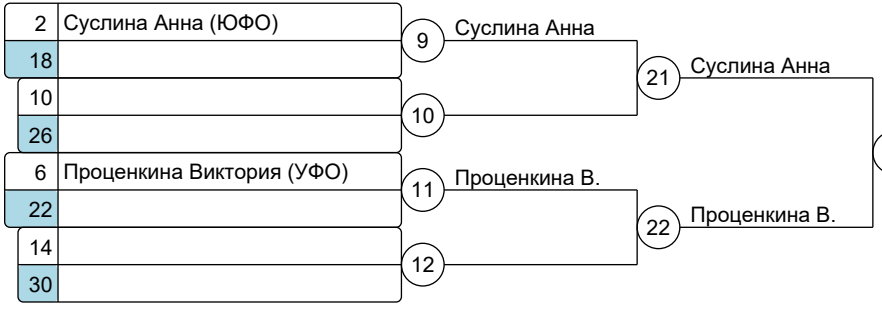 2 Суслина Анна (ЮФО)
18
9 Суслина Анна
10
26
10
21 Суслина Анна
6 Проценкина Виктория (УФО)
22
11 Проценкина В.
14
30
12
22 Проценкина В.